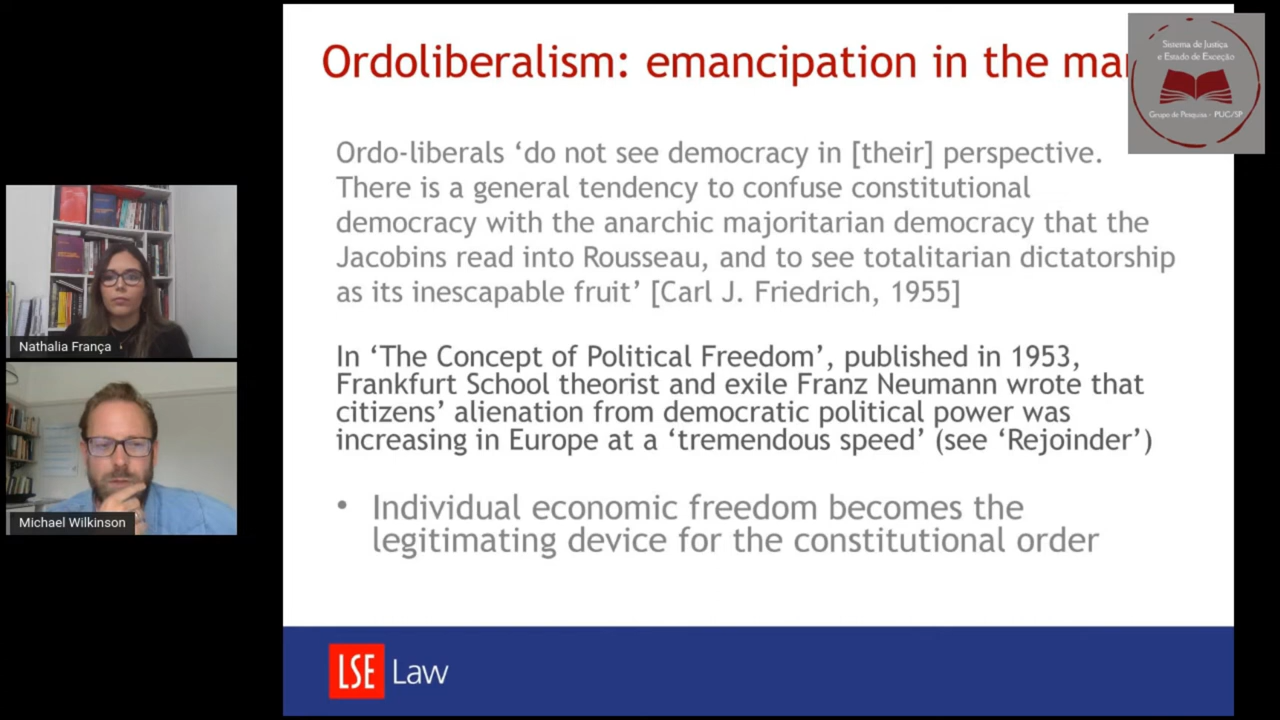 Ordoliberalism: emancipation in the mar
Sistema de Justiça
e Estado de Exceção
Grupo de Pesquisa - PUC/SP
Ordo-liberals ‘do not see democracy in [their] perspective.
There is a general tendency to confuse constitutional
democracy with the anarchic majoritarian democracy that the
Jacobins read into Rousseau, and to see totalitarian dictatorship
as its inescapable fruit’ [Carl J. Friedrich, 1955]
In ‘The Concept of Political Freedom’, published in 1953,
Frankfurt School theorist and exile Franz Neumann wrote that
citizens’ alienation from democratic political power was
increasing in Europe at a ‘tremendous speed’ (see ‘Rejoinder’)
• Individual economic freedom becomes the
legitimating device for the constitutional order
Nathalia França
Michael Wilkinson
LSE Law